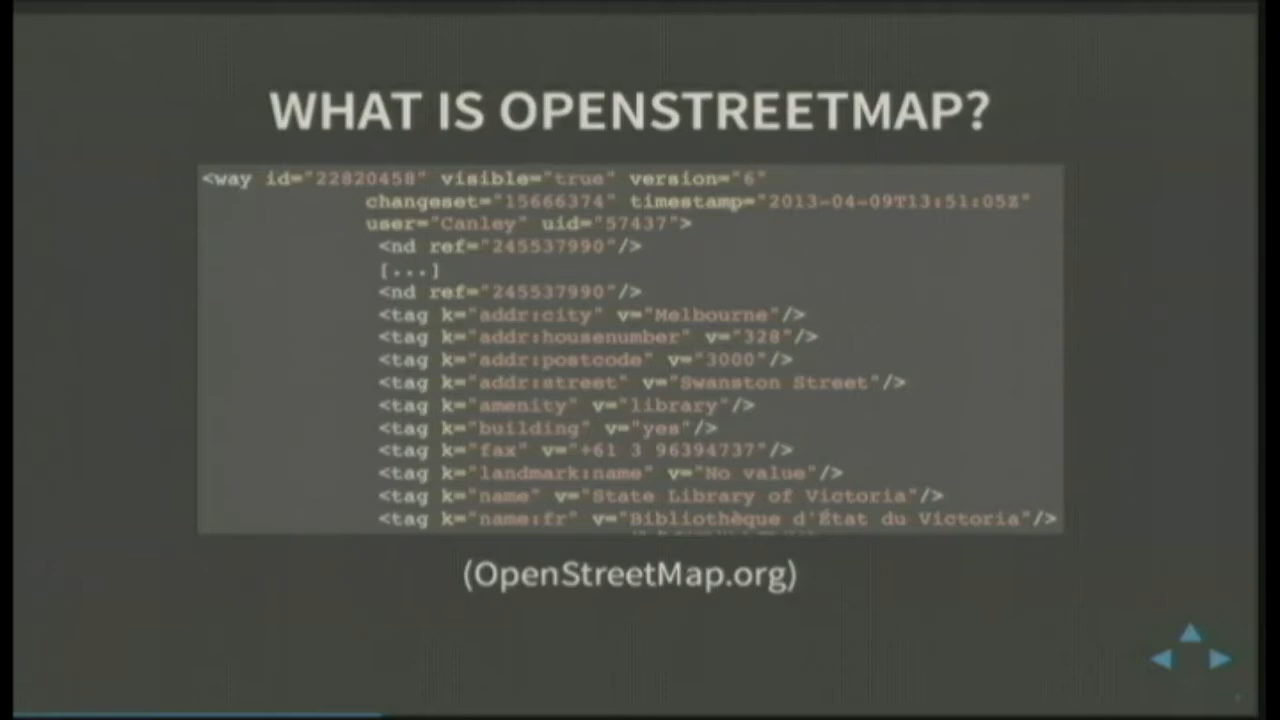 WHAT IS OPENSTREETMAP?
<way id="22820458" visible="true" version="6"
changeset="15666374" timestamp="2013-04-09T13:51:05Z"
user="Canley" uid="57437">
<nd ref="245537990"/>
[...]
<nd ref="245537990"/>
<tag k="addr:city" v="Melbourne"/>
<tag k="addr:housenumber" v="328"/>
<tag k="addr:postcode" v="3000"/>
<tag k="addr:street" v="Swanston Street"/>
<tag k="amenity" v="library"/>
<tag k="building" v="yes"/>
<tag k="fax" v="+61 3 96394737"/>
<tag k="landmark:name" v="No value"/>
<tag k="name" v="State Library of Victoria"/>
<tag k="name:fr" v="Bibliothèque d'État du Victoria"/>
(OpenStreetMap.org)